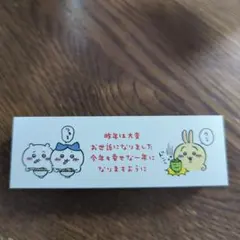 昨年は大変
お世話になりました
今年も幸せな一年に
なりますように